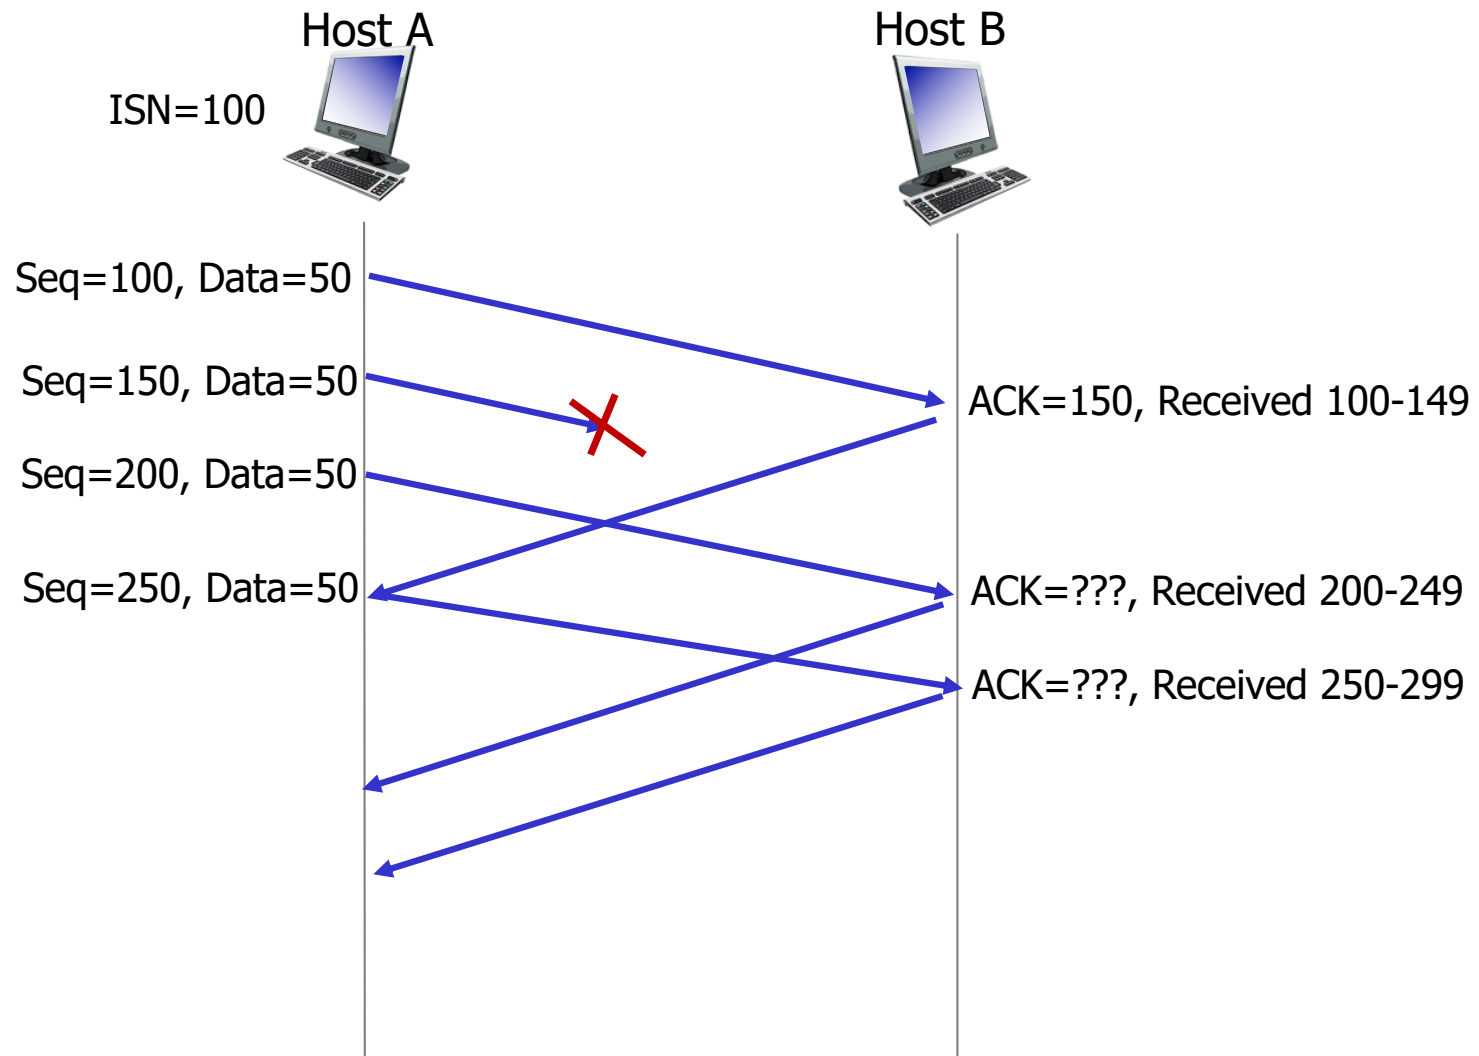 Host A
Host B
ISN=100
Seq=100, Data=50
Seq=150, Data=50
ACK=150, Received 100-149
Seq=200, Data=50
Seq=250, Data=50
ACK=???, Received 200-249
ACK=???, Received 250-299